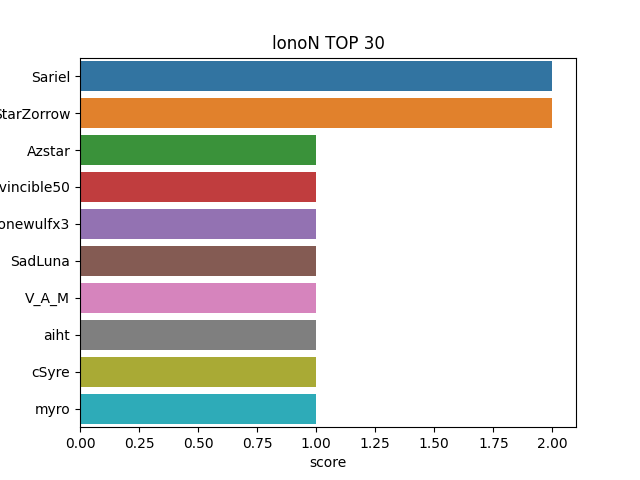 lonoN TOP 30
Sariel
StarZorrow
Azstar
vincible50
onewulfx3
SadLuna
V_A_M
aiht
cSyre
myro
0.00 0.25 0.50 0.75 1.00 1.25 1.50 1.75 2.00
score